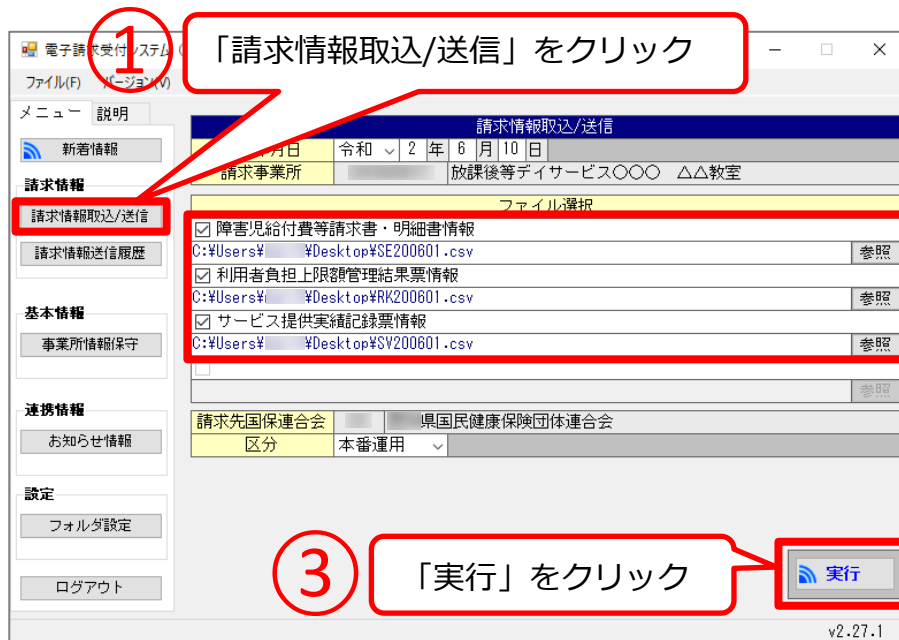 ①
「請求情報取込/送信」をクリック
電子請求受付システム
ファイル(F) バージョン(V)
メニュー 説明
新着情報
請求情報
請求情報取込/送信
請求情報送信履歴
基本情報
事業所情報保守
連携情報
お知らせ情報
設定
フォルダ設定
ログアウト
請求情報取込/送信
月日 令和 2 年 6 月 10 日
請求事業所 放課後等デイサービス〇〇〇 △△教室
ファイル選択
障害児給付費等請求書・明細書情報
C:¥Users¥ ¥Desktop¥SE200601.csv 参照
利用者負担上限額管理結果票情報
C:¥Users¥ ¥Desktop¥RK200601.csv 参照
サービス提供実績記録票情報
C:¥Users¥ ¥Desktop¥SV200601.csv 参照
参照
請求先国保連合会 県国民健康保険団体連合会
区分 本番運用
③
「実行」をクリック
実行
v2.27.1